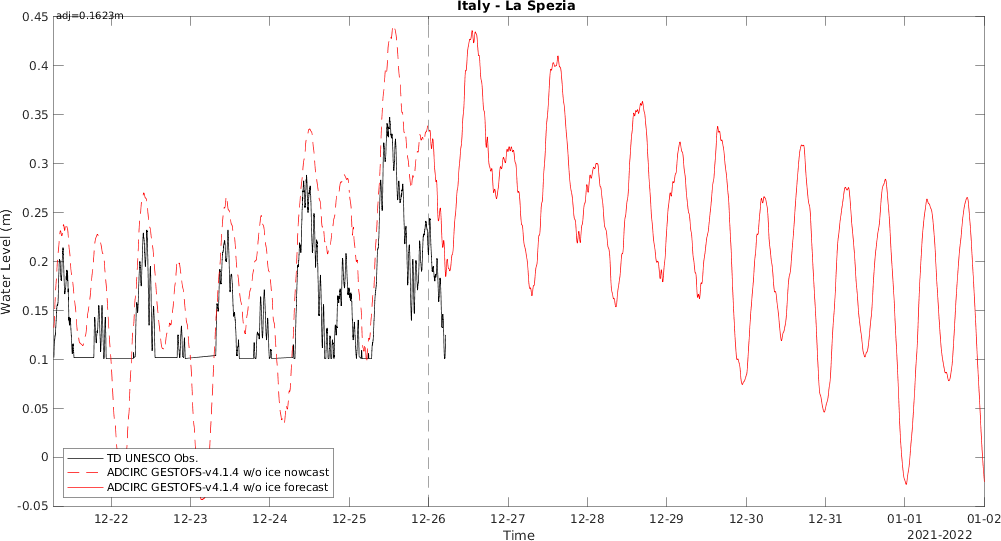 Italy - La Spezia
adj=0.1623m
0.45
0.4
0.35
0.3
0.25
0.2
0.15
0.1
0.05
0
-0.05
Water Level (m)
TD UNESCO Obs.
ADCIRC GESTOFS-v4.1.4 w/o ice nowcast
ADCIRC GESTOFS-v4.1.4 w/o ice forecast
12-22 12-23 12-24 12-25 12-26 12-27 12-28 12-29 12-30 12-31 01-01 01-02
Time
2021-2022